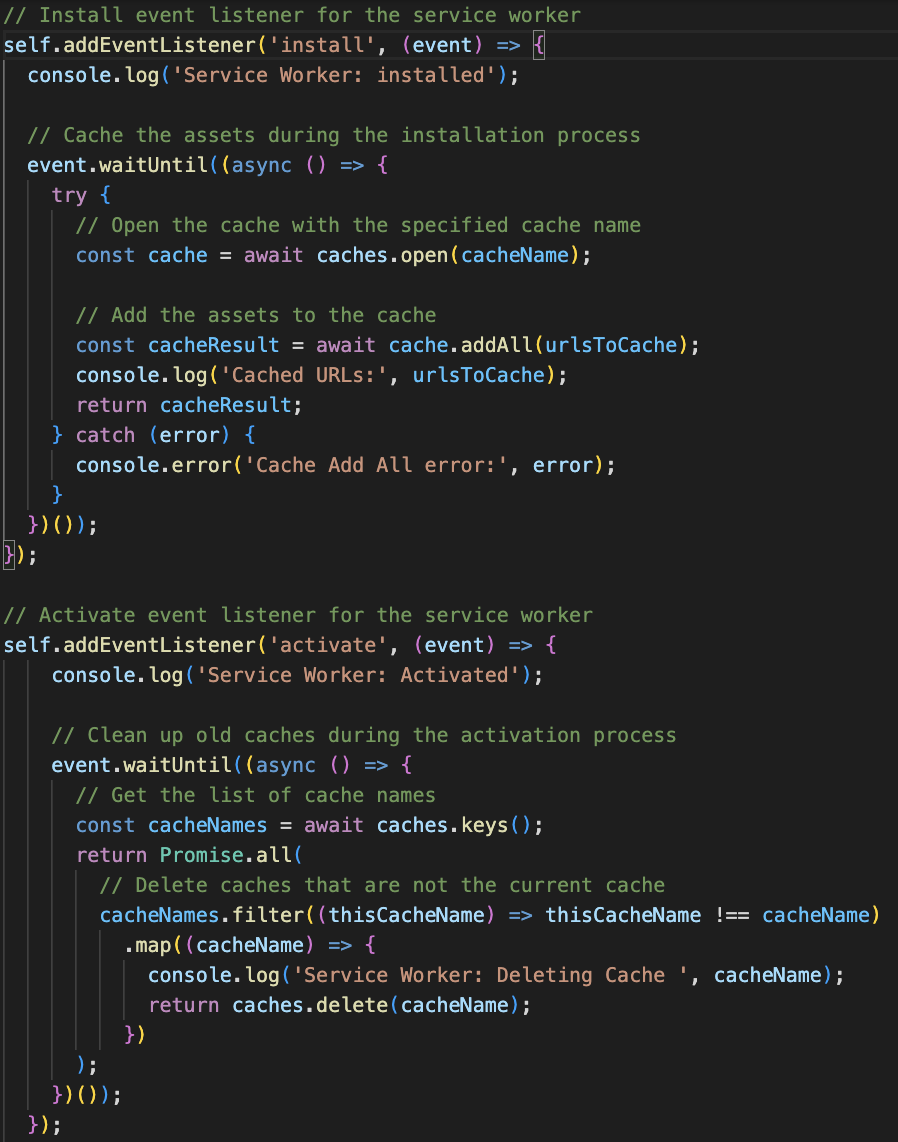 // Install event listener for the service worker
self.addEventListener('install', (event) => {
  console.log('Service Worker: installed');

  // Cache the assets during the installation process
  event.waitUntil((async () => {
    try {
      // Open the cache with the specified cache name
      const cache = await caches.open(cacheName);

      // Add the assets to the cache
      const cacheResult = await cache.addAll(urlsToCache);
      console.log('Cached URLs:', urlsToCache);
      return cacheResult;
    } catch (error) {
      console.error('Cache Add All error:', error);
    }
  })());
});

// Activate event listener for the service worker
self.addEventListener('activate', (event) => {
    console.log('Service Worker: Activated');

    // Clean up old caches during the activation process
    event.waitUntil((async () => {
      // Get the list of cache names
      const cacheNames = await caches.keys();
      return Promise.all(
        // Delete caches that are not the current cache
        cacheNames.filter((thisCacheName) => thisCacheName !== cacheName)
          .map((cacheName) => {
            console.log('Service Worker: Deleting Cache ', cacheName);
            return caches.delete(cacheName);
          })
      );
    })());
  });